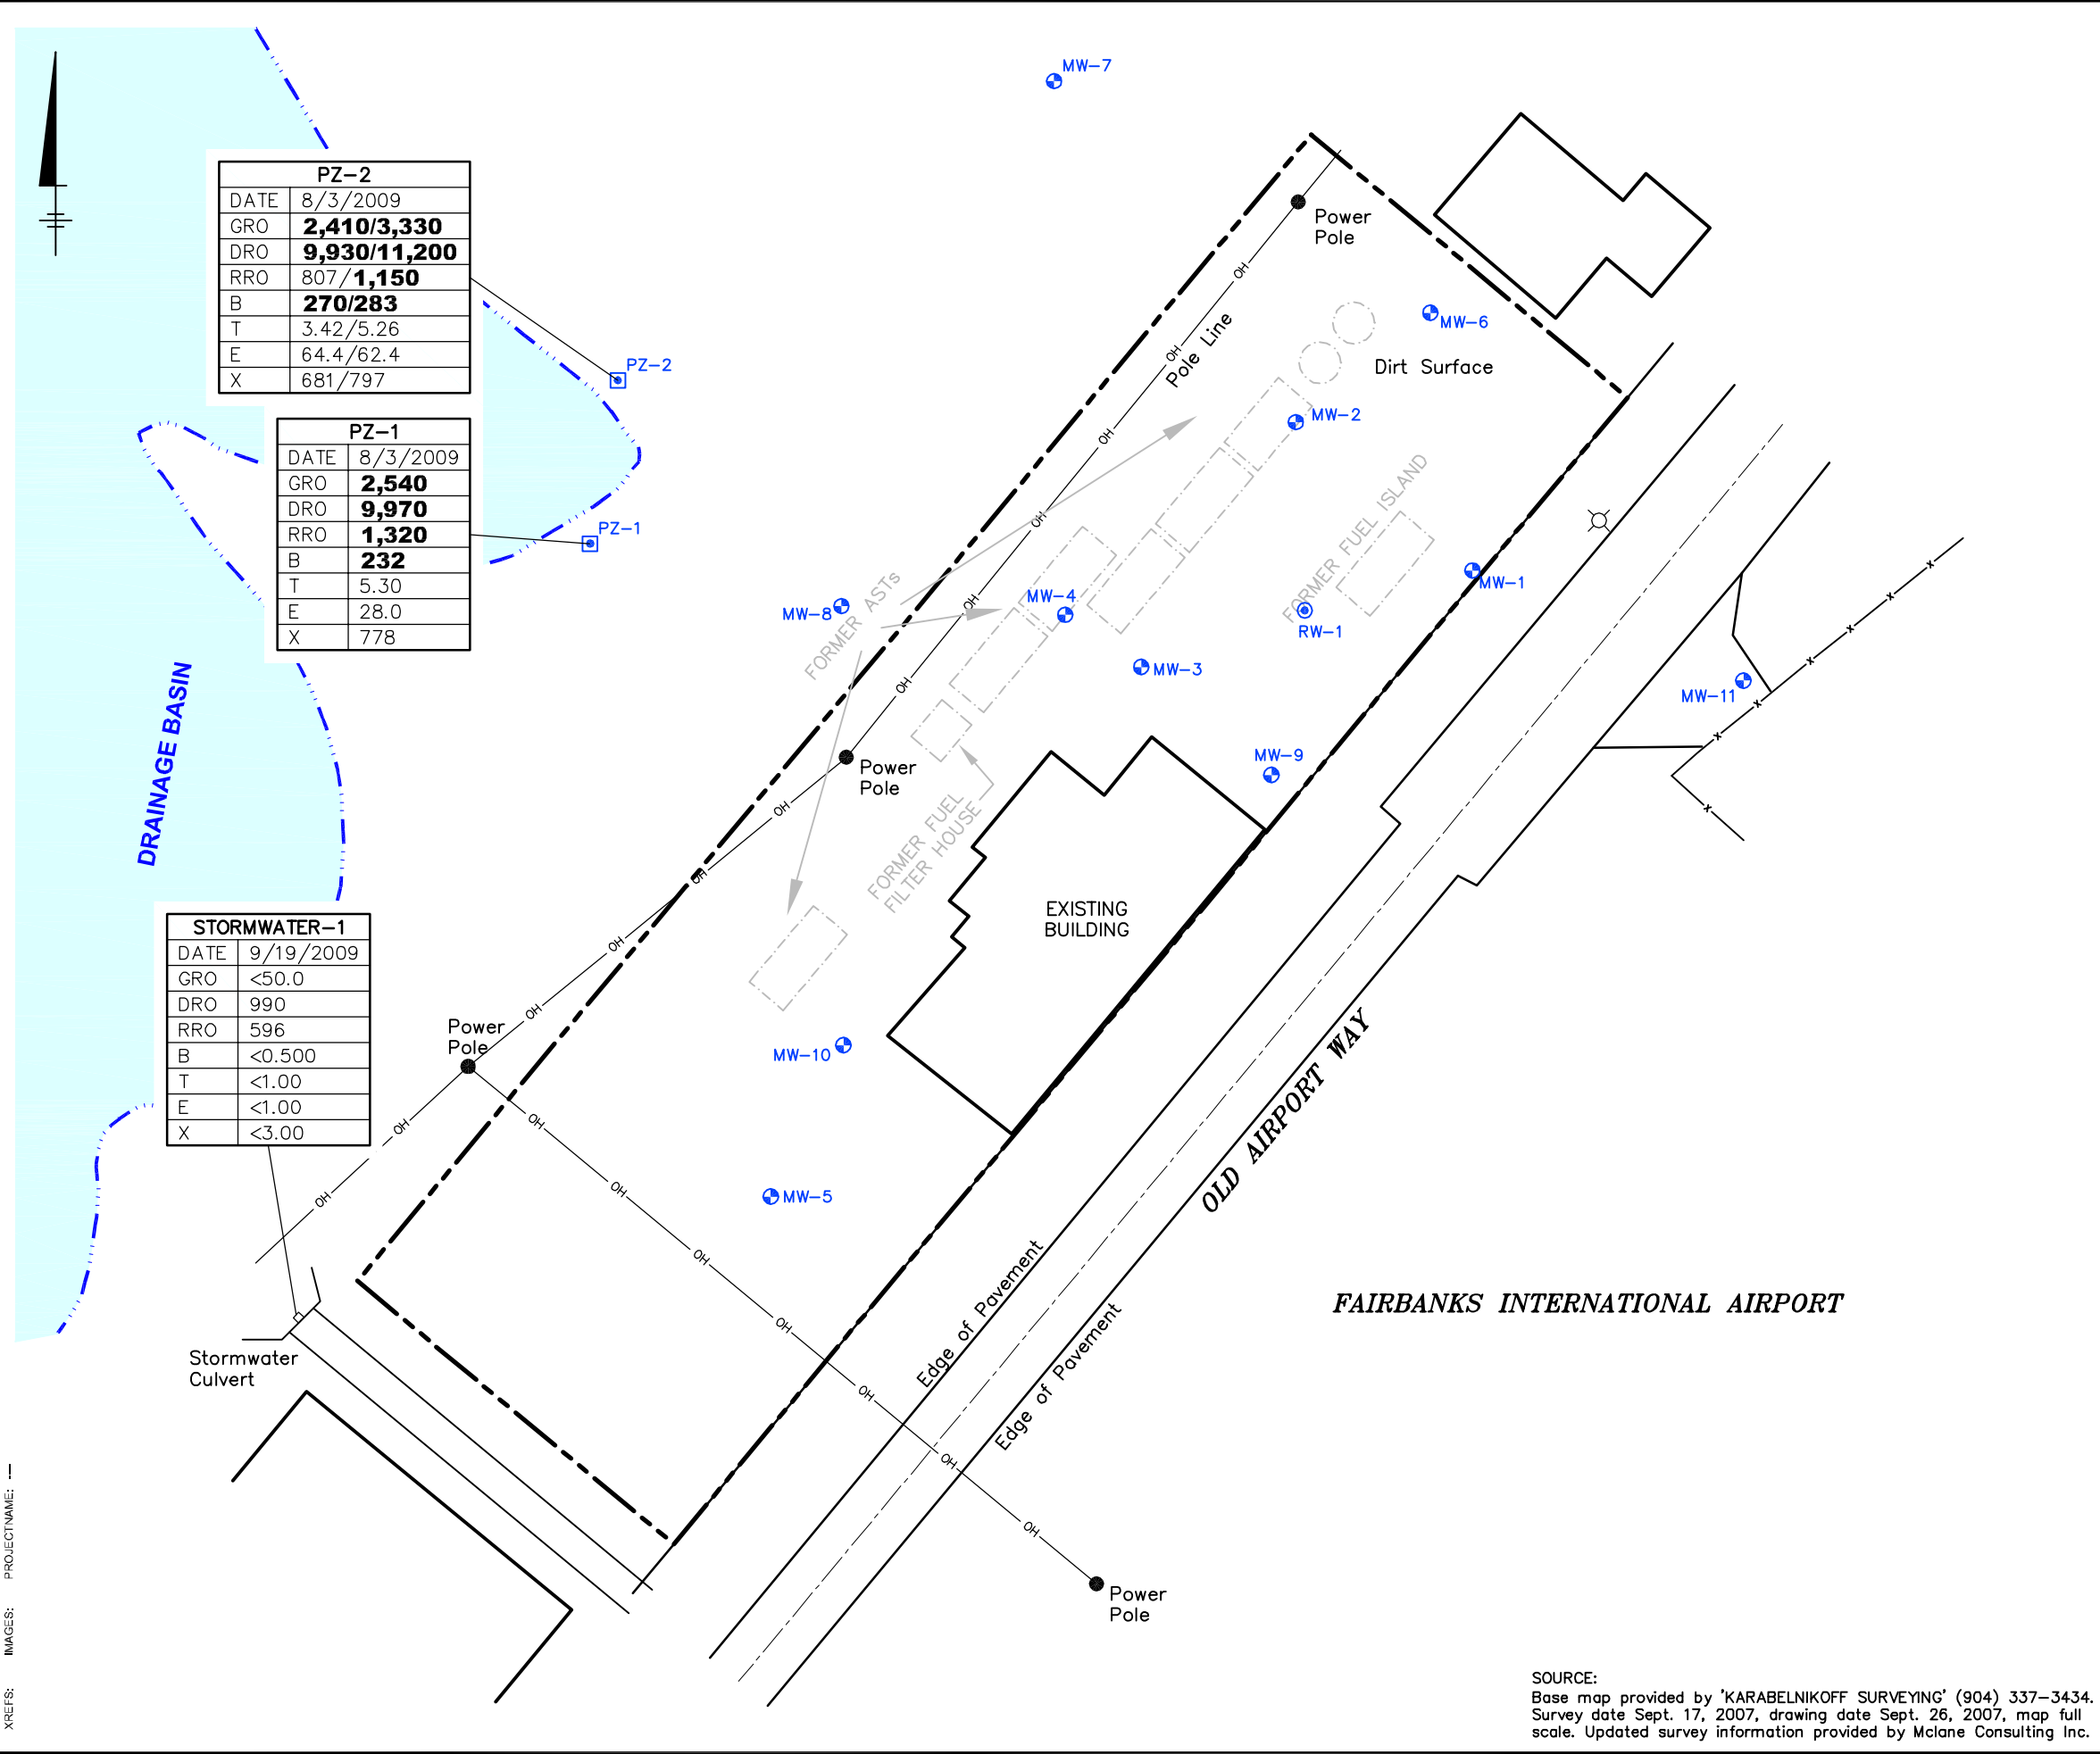 MW-7
PZ-2
DATE 8/3/2009
GRO 2,410/3,330
DRO 9,930/11,200
RRO 807/1,150
B 270/283
T 3.42/5.26
E 64.4/62.4
X 681/797
Power
Pole
OH
MW-6
Pole Line
OH
Dirt Surface
PZ-2
MW-2
PZ-1
DATE 8/3/2009
GRO 2,540
DRO 9,970
RRO 1,320
B 232
T 5.30
E 28.0
X 778
OH
OH
PZ-1
FORMER FUEL ISLAND
x
MW-1
x
MW-8
FORMER ASTs
OH
MW-4
RW-1
x
MW-3
x
MW-11
x
OH
DRAINAGE BASIN
x
MW-9
Power
Pole
OH
x
FORMER FUEL
FILTER HOUSE
OH
EXISTING
BUILDING
STORMWATER-1
DATE 9/19/2009
GRO <50.0
DRO 990
RRO 596
B <0.500
T <1.00
E <1.00
X <3.00
OH
OH
Power
Pole
MW-10
OH
OH
OLD AIRPORT WAY
OH
MW-5
OH
OH
Edge of Pavement
FAIRBANKS INTERNATIONAL AIRPORT
OH
Stormwater
Culvert
Edge of Pavement
OH
OH
OH
Power
Pole
PROJECTNAME: ---
IMAGES:
XREFS:
SOURCE:
Base map provided by 'KARABELNIKOFF SURVEYING' (904) 337-3434.
Survey date Sept. 17, 2007, drawing date Sept. 26, 2007, map full
scale. Updated survey information provided by Mclane Consulting Inc.